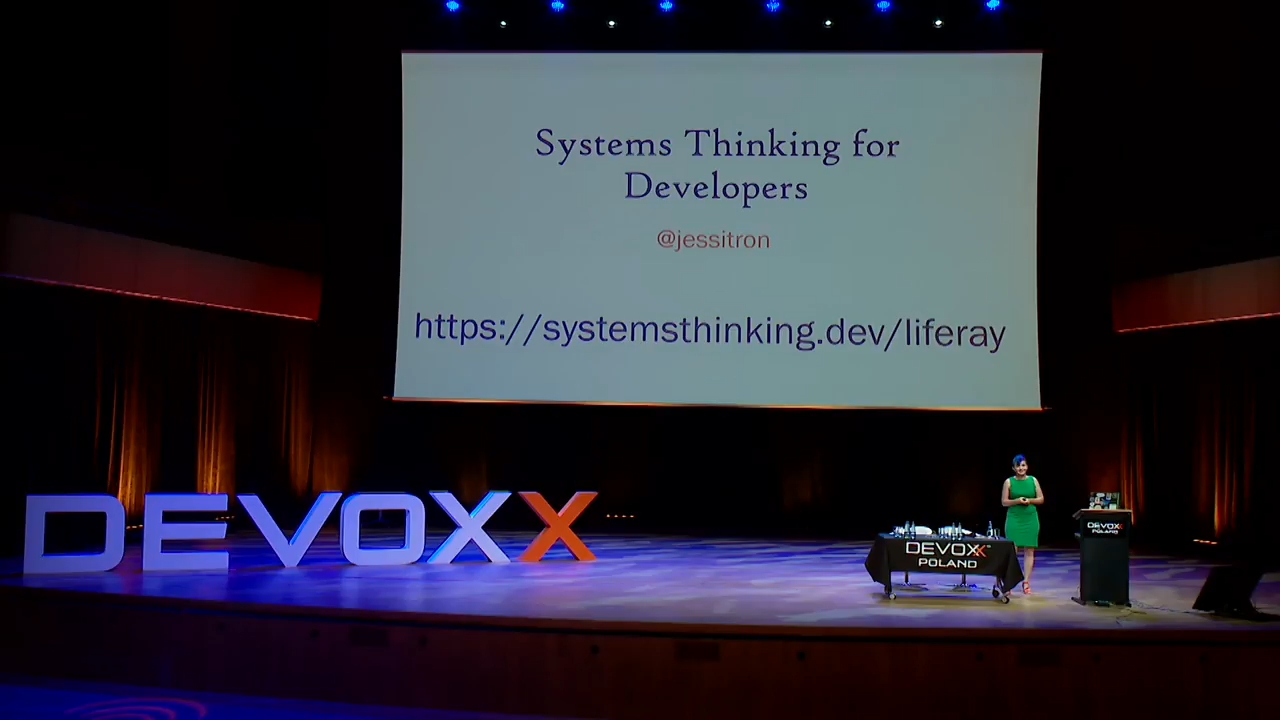 Systems Thinking for
Developers
@jessitron
https://systemsthinking.dev/liferay
DEVOXX
DEVOXX
POLAND
DEVOXX
POLAND